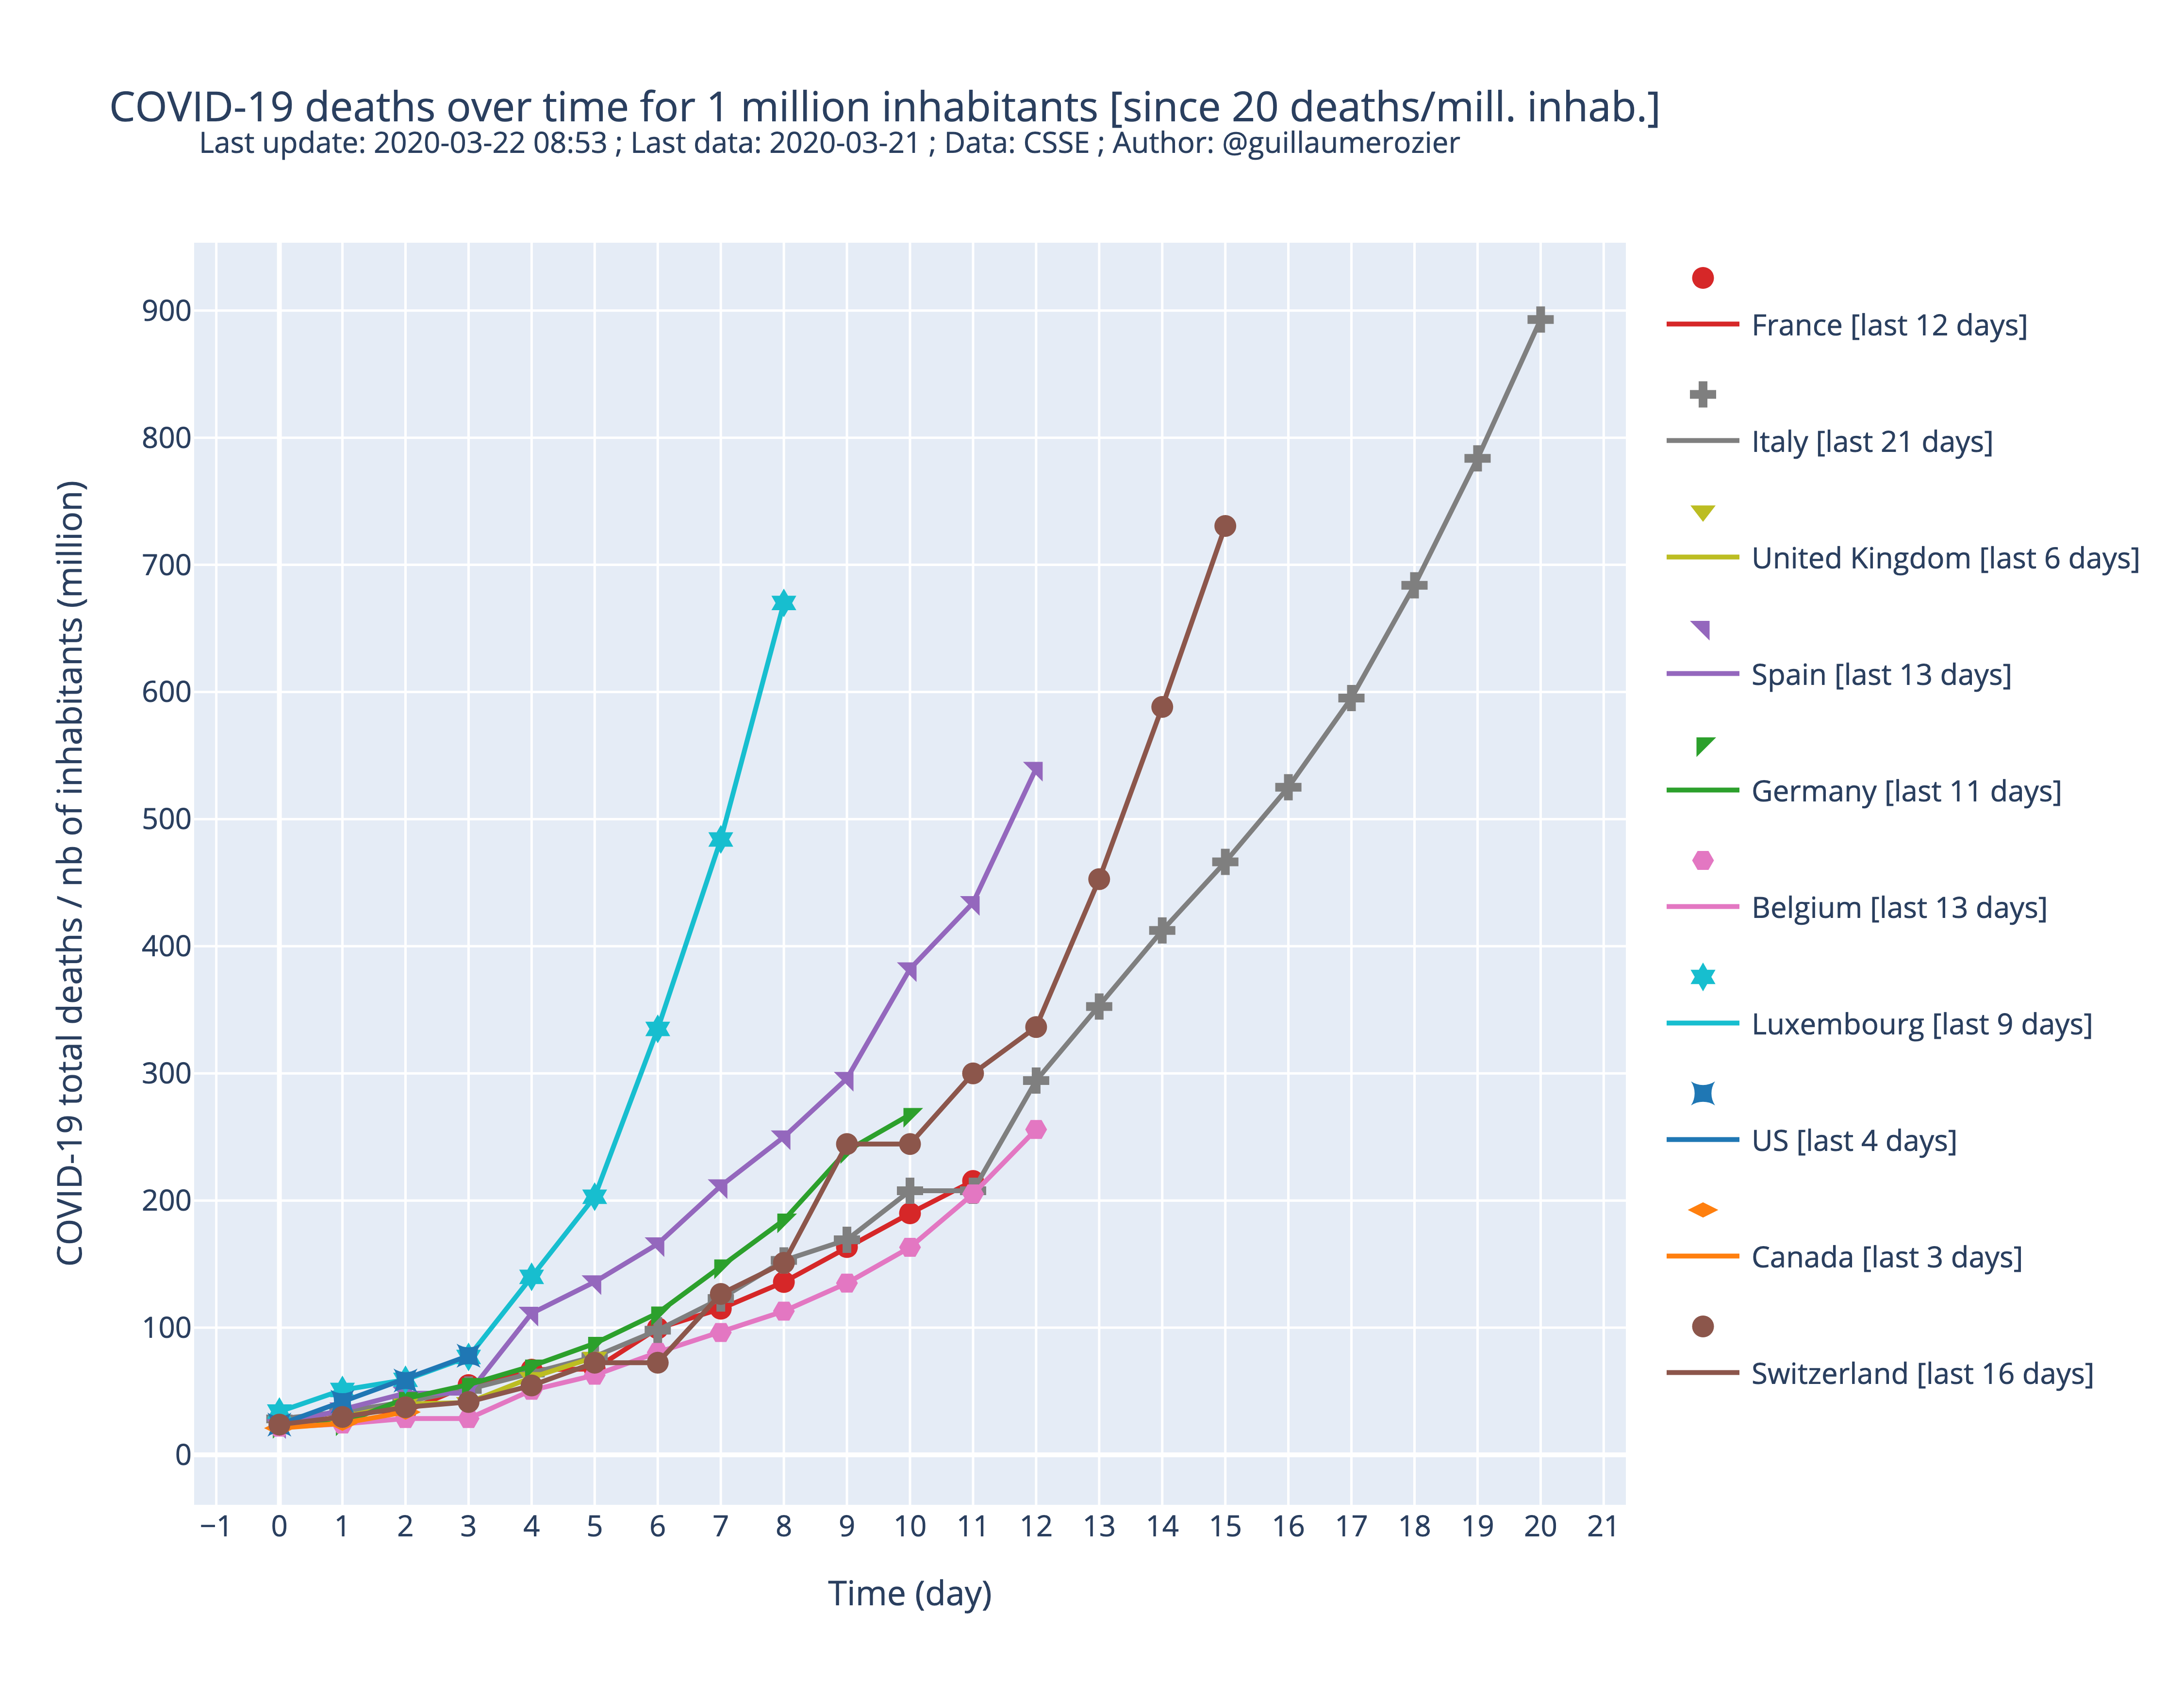 COVID-19 deaths over time for 1 million inhabitants [since 20 deaths/mill. inhab.]
Last update: 2020-03-22 08:53 ; Last data: 2020-03-21 ; Data: CSSE ; Author: @guillaumerozier
COVID-19 total deaths / nb of inhabitants (million)
900
800
700
600
500
400
300
200
100
0
−1 0 1 2 3 4 5 6 7 8 9 10 11 12 13 14 15 16 17 18 19 20 21
Time (day)
France [last 12 days]
Italy [last 21 days]
United Kingdom [last 6 days]
Spain [last 13 days]
Germany [last 11 days]
Belgium [last 13 days]
Luxembourg [last 9 days]
US [last 4 days]
Canada [last 3 days]
Switzerland [last 16 days]